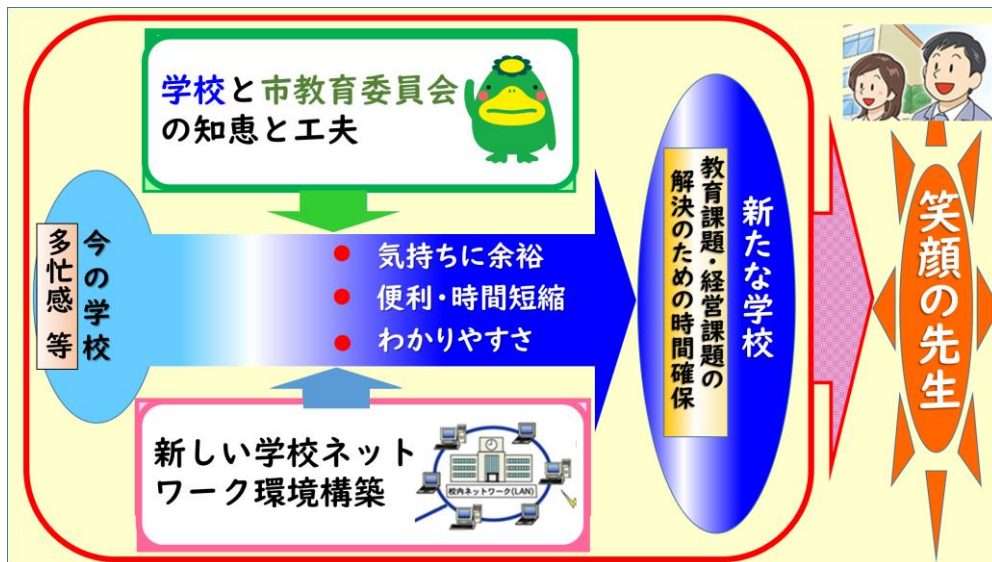 学校と市教育委員会
の知恵と工夫
今の学校
多忙感 等
気持ちに余裕
便利・時間短縮
わかりやすさ
新しい学校ネット
ワーク環境構築
校内ネットワーク(LAN)
新たな学校
教育課題・経営課題の
解決のための時間確保
笑顔の先生